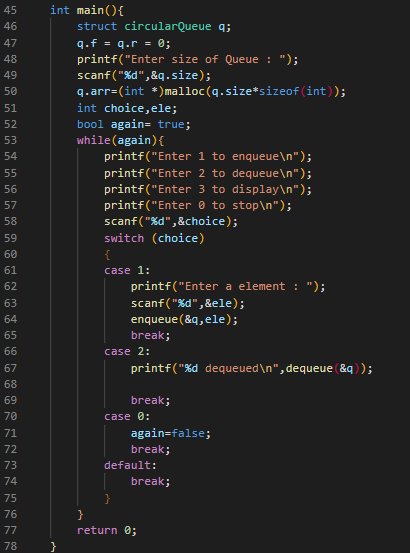 45 int main(){
46 struct circularQueue q;
47 q.f = q.r = 0;
48 printf("Enter size of Queue : ");
49 scanf("%d",&q.size);
50 q.arr=(int *)malloc(q.size*sizeof(int));
51 int choice,ele;
52 bool again= true;
53 while(again){
54 printf("Enter 1 to enqueue\n");
55 printf("Enter 2 to dequeue\n");
56 printf("Enter 3 to display\n");
57 printf("Enter 0 to stop\n");
58 scanf("%d",&choice);
59 switch (choice)
60 {
61 case 1:
62 printf("Enter a element : ");
63 scanf("%d",&ele);
64 enqueue(&q,ele);
65 break;
66 case 2:
67 printf("%d dequeued\n",dequeue(&q));
68
69 break;
70 case 0:
71 again=false;
72 break;
73 default:
74 break;
75 }
76 }
77 return 0;
78 }